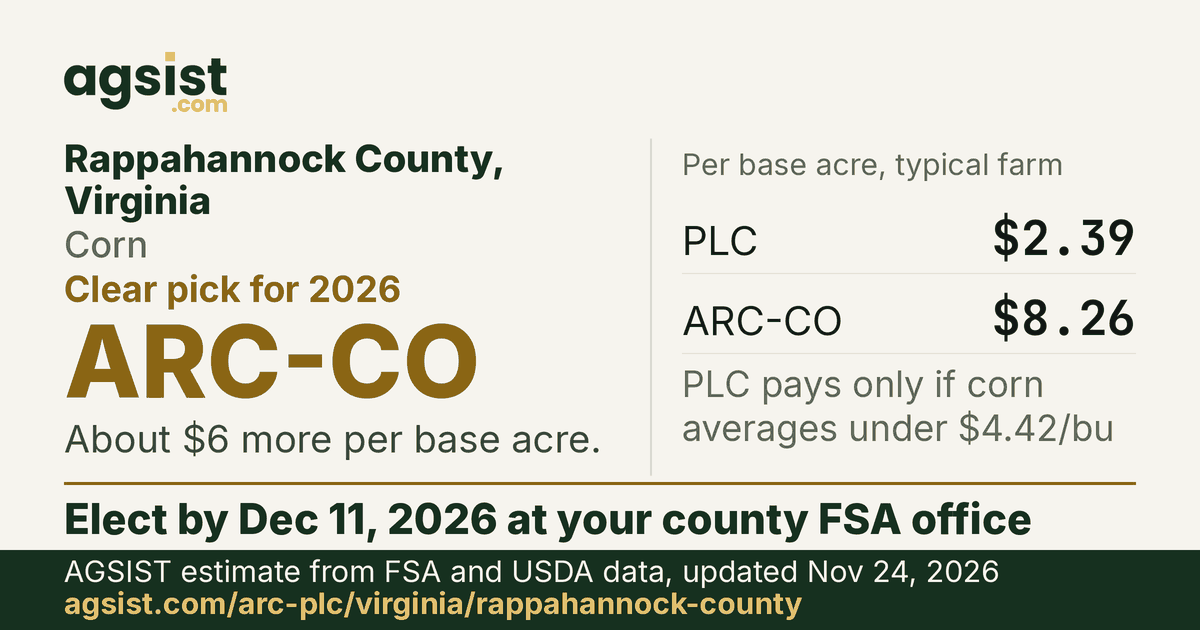 agsist
.com
Rappahannock County,
Virginia
Corn
Clear pick for 2026
ARC-CO
About $6 more per base acre.
Per base acre, typical farm
PLC $2.39
ARC-CO $8.26
PLC pays only if corn
averages under $4.42/bu
Elect by Dec 11, 2026 at your county FSA office
AGSIST estimate from FSA and USDA data, updated Nov 24, 2026
agsist.com/arc-plc/virginia/rappahannock-county